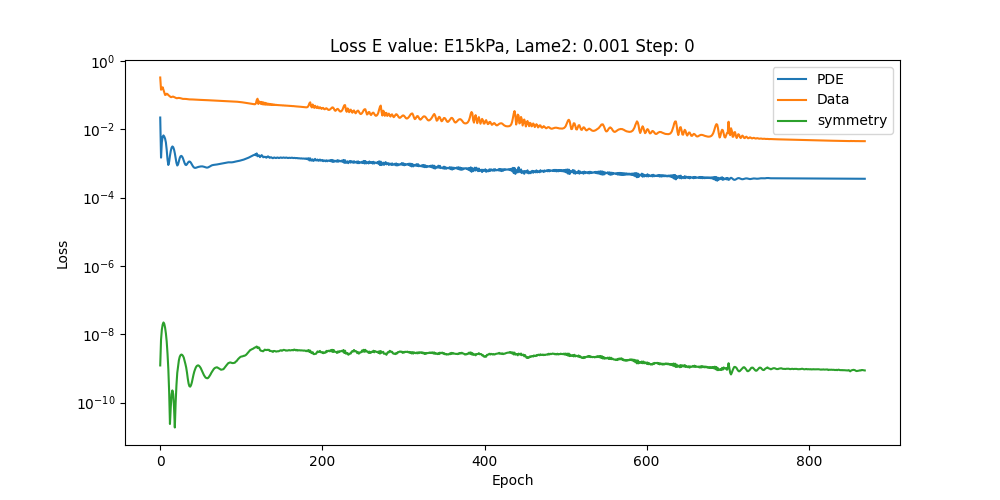 Loss E value: E15kPa, Lame2: 0.001 Step: 0
PDE
Data
symmetry
Loss
10^0
10^-2
10^-4
10^-6
10^-8
10^-10
0 200 400 600 800
Epoch